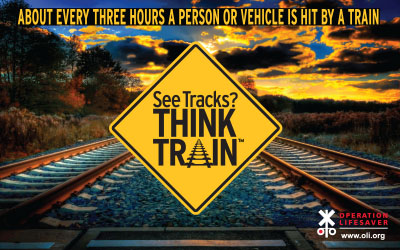 ABOUT EVERY THREE HOURS A PERSON OR VEHICLE IS HIT BY A TRAIN
See Tracks?
THINK
TRAIN™
OPERATION
LIFESAVER
www.oli.org